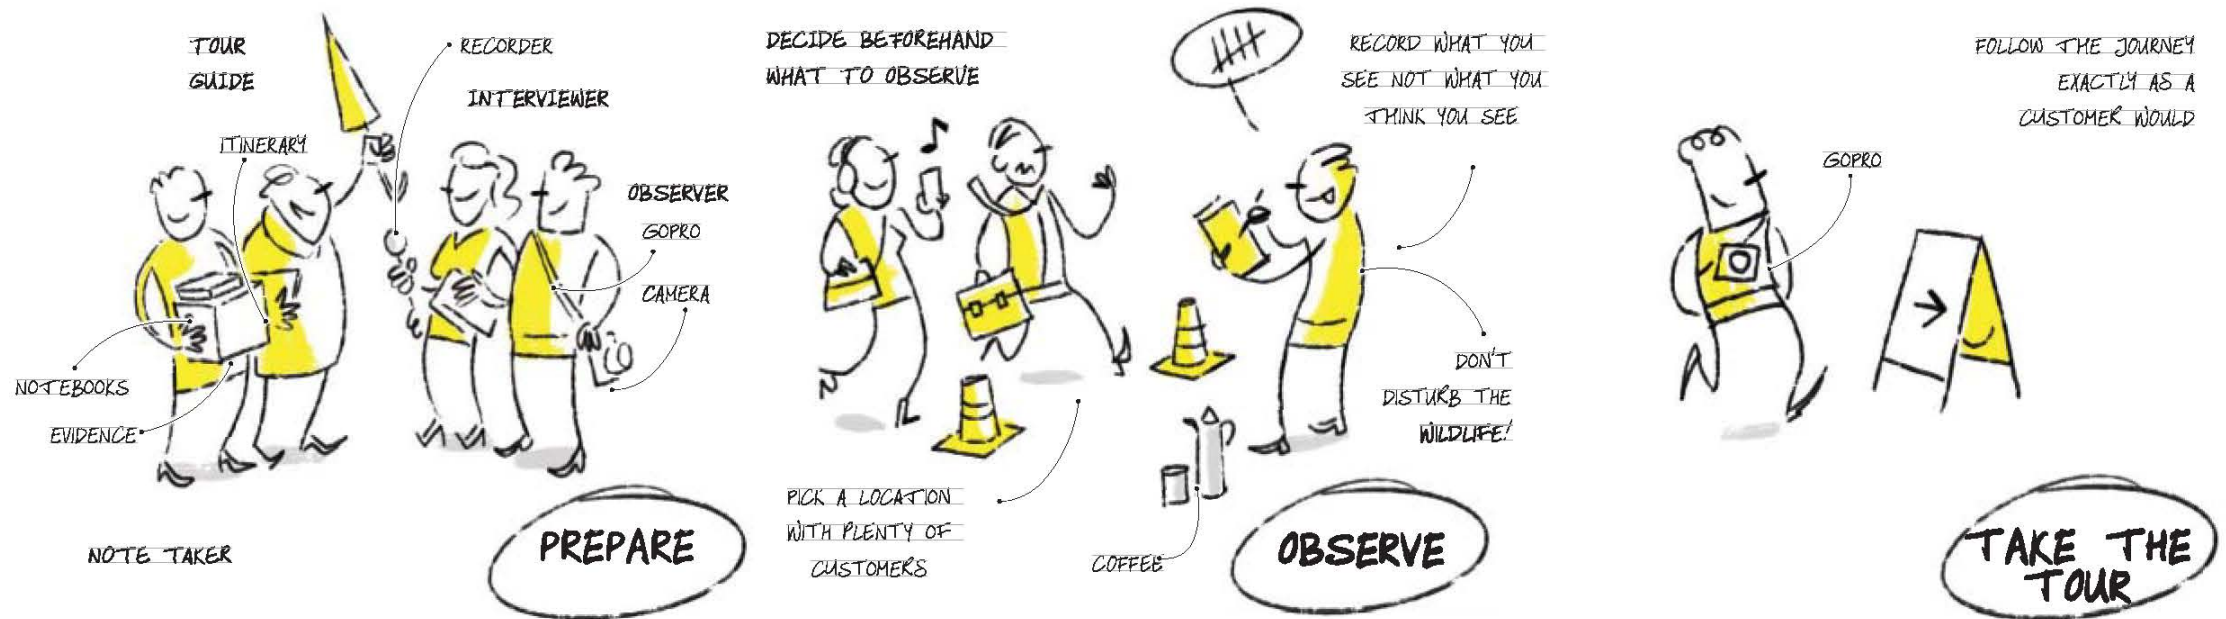 TOUR
GUIDE
RECORDER
INTERVIEWER
ITINERARY
OBSERVER
GOPRO
CAMERA
NOTEBOOKS
EVIDENCE
NOTE TAKER
PREPARE
DECIDE BEFOREHAND
WHAT TO OBSERVE
RECORD WHAT YOU
SEE NOT WHAT YOU
THINK YOU SEE
DON'T
DISTURB THE
WILDLIFE!
PICK A LOCATION
WITH PLENTY OF
CUSTOMERS
COFFEE
OBSERVE
FOLLOW THE JOURNEY
EXACTLY AS A
CUSTOMER WOULD
GOPRO
TAKE THE
TOUR